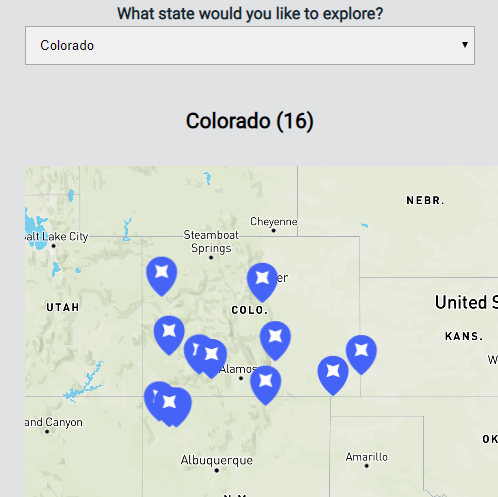 What state would you like to explore?
Colorado
Colorado (16)
NEBR.
Cheyenne
alt Lake City
Steamboat
Springs
er
UTAH
COLO.
United S
KANS.
W
Alamos
and Canyon
OK
Albuquerque
Amarillo
N.M.